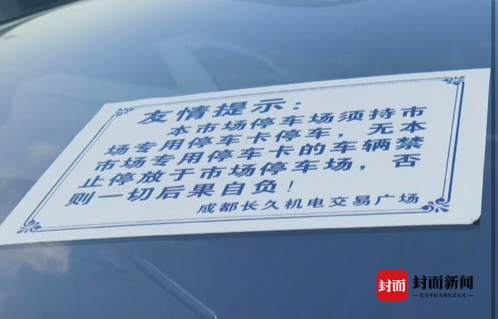 友情提示：
本市场停车场须持市
场专用停车卡停车，无本
市场专用停车卡的车辆禁
止停放于市场停车场，否
则一切后果自负！
成都长久机电交易广场
封面 封面新闻